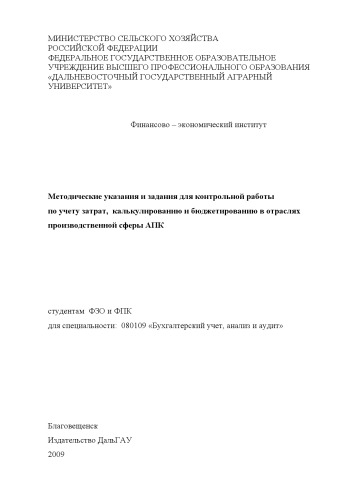 МИНИСТЕРСТВО СЕЛЬСКОГО ХОЗЯЙСТВА
РОССИЙСКОЙ ФЕДЕРАЦИИ
ФЕДЕРАЛЬНОЕ ГОСУДАРСТВЕННОЕ ОБРАЗОВАТЕЛЬНОЕ
УЧРЕЖДЕНИЕ ВЫСШЕГО ПРОФЕССИОНАЛЬНОГО ОБРАЗОВАНИЯ
«ДАЛЬНЕВОСТОЧНЫЙ ГОСУДАРСТВЕННЫЙ АГРАРНЫЙ
УНИВЕРСИТЕТ»
Финансово – экономический институт
Методические указания и задания для контрольной работы
по учету затрат, калькулированию и бюджетированию в отраслях
производственной сферы АПК
студентам ФЗО и ФПК
для специальности: 080109 «Бухгалтерский учет, анализ и аудит»
Благовещенск
Издательство ДальГАУ
2009